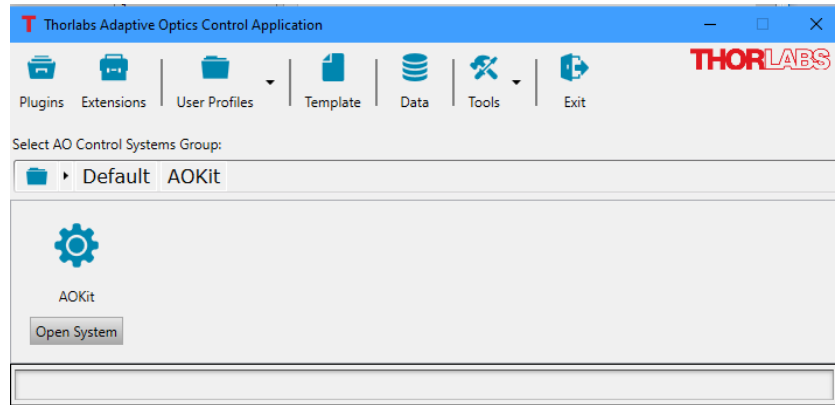 Thorlabs Adaptive Optics Control Application
THORLABS
Plugins Extensions User Profiles Template Data Tools Exit
Select AO Control Systems Group:
Default AOKit
AOKit
Open System